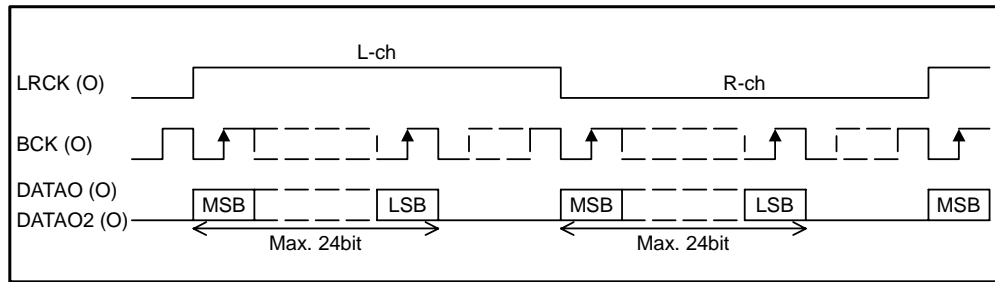 L-ch
LRCK (O)
R-ch
BCK (O)
DATAO (O)
MSB LSB MSB LSB MSB
DATAO2 (O)
Max. 24bit Max. 24bit